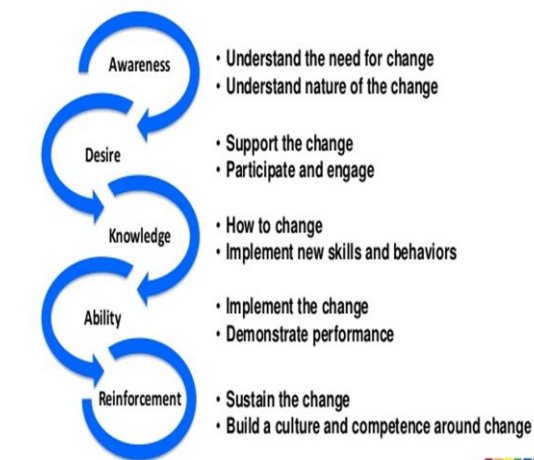 Awareness
• Understand the need for change
• Understand nature of the change
Desire
• Support the change
• Participate and engage
Knowledge
• How to change
• Implement new skills and behaviors
Ability
• Implement the change
• Demonstrate performance
Reinforcement
• Sustain the change
• Build a culture and competence around change